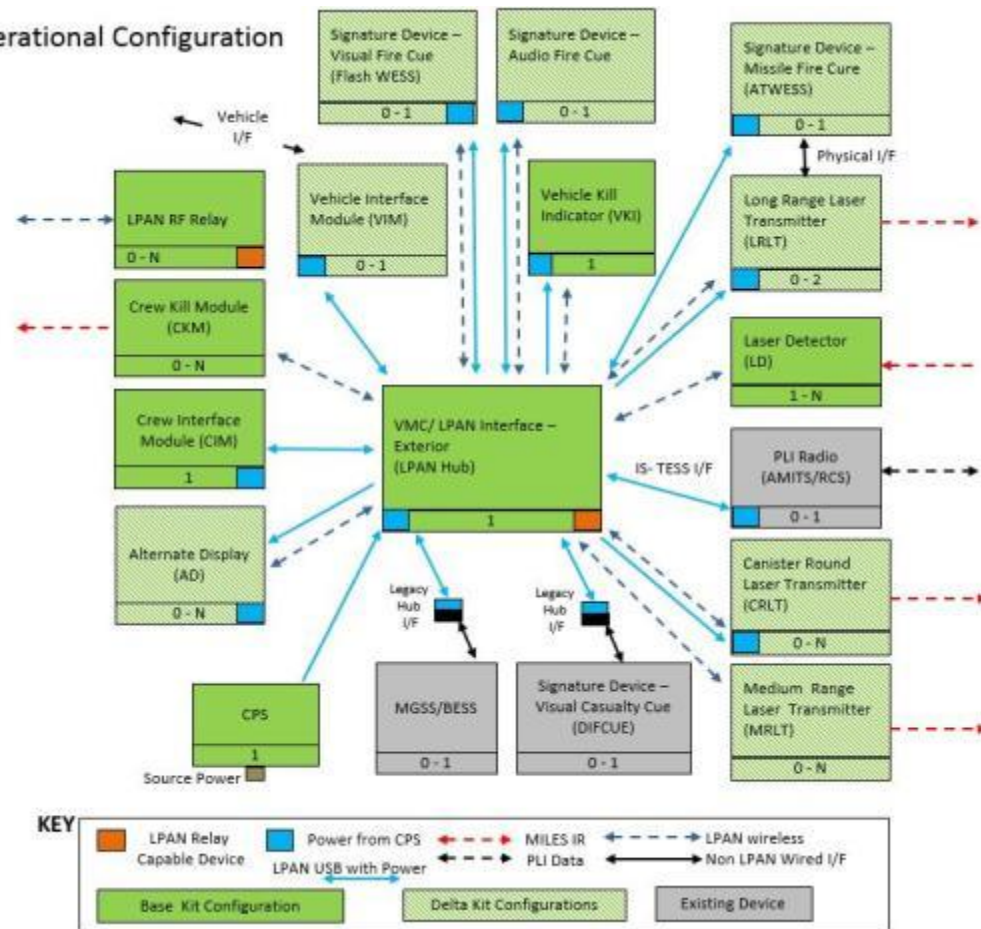 erational Configuration
Signature Device –
Visual Fire Cue
(Flash WESS)
0 - 1
Signature Device –
Audio Fire Cue
0 - 1
Signature Device –
Missile Fire Cure
(ATWESS)
0 - 1
Vehicle
I/F
Physical I/F
LPAN RF Relay
0 - N
Vehicle Interface
Module (VIM)
0 - 1
Vehicle Kill
Indicator (VKI)
1
Long Range Laser
Transmitter
(LRLT)
0 - 2
Crew Kill Module
(CKM)
0 - N
Laser Detector
(LD)
1 - N
Crew Interface
Module (CIM)
1
VMC/ LPAN Interface –
Exterior
(LPAN Hub)
1
IS- TESS I/F
PLI Radio
(AMITS/RCS)
0 - 1
Alternate Display
(AD)
0 - N
Canister Round
Laser Transmitter
(CRLT)
0 - N
Legacy
Hub
I/F
Legacy
Hub
I/F
CPS
1
Source Power
MGSS/BESS
0 - 1
Signature Device –
Visual Casualty Cue
(DIFCUE)
0 - 1
Medium Range
Laser Transmitter
(MRLT)
0 - N
KEY
LPAN Relay
Capable Device
Power from CPS
MILES IR
LPAN wireless
PLI Data
Non LPAN Wired I/F
LPAN USB with Power
Base Kit Configuration
Delta Kit Configurations
Existing Device